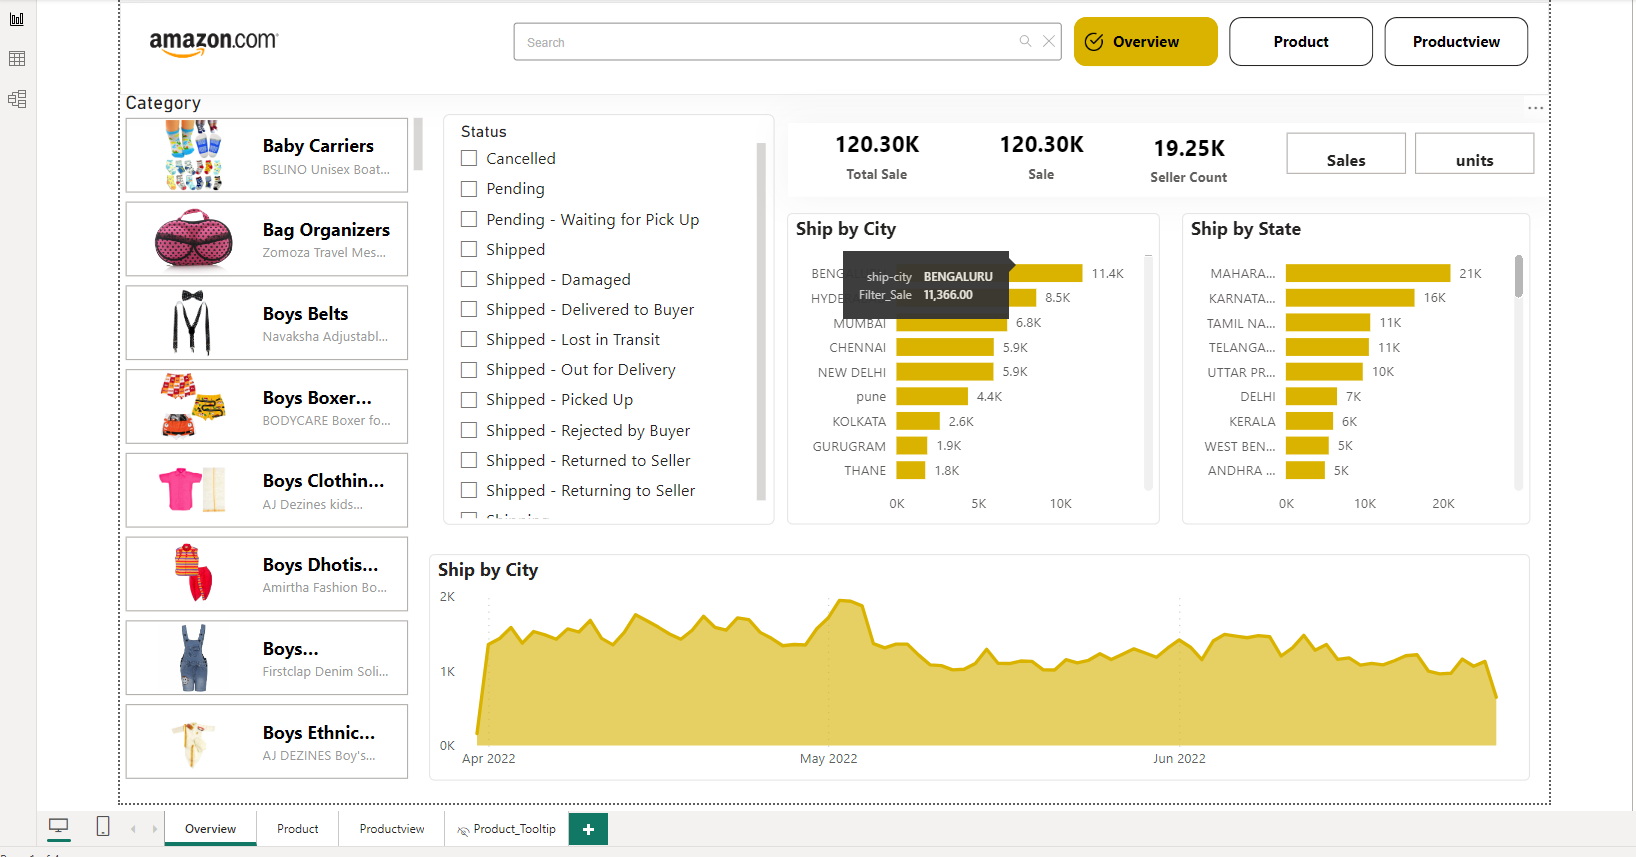 amazon.com
Search
Overview
Product
Productview
Category
Baby Carriers
BSLINO Unisex Boat...
Bag Organizers
Zomoza Travel Mes...
Boys Belts
Navaksha Adjustabl...
Boys Boxer...
BODYCARE Boxer fo...
Boys Clothin...
AJ Dezines kids...
Boys Dhotis...
Amirtha Fashion Bo...
Boys...
Firstclap Denim Soli...
Boys Ethnic...
AJ DEZINES Boy's...
Status
Cancelled
Pending
Pending - Waiting for Pick Up
Shipped
Shipped - Damaged
Shipped - Delivered to Buyer
Shipped - Lost in Transit
Shipped - Out for Delivery
Shipped - Picked Up
Shipped - Rejected by Buyer
Shipped - Returned to Seller
Shipped - Returning to Seller
120.30K
Total Sale
120.30K
Sale
19.25K
Seller Count
Sales
units
Ship by City
ship-city BENGALURU
Filter_Sale 11,366.00
11.4K
8.5K
MUMBAI 6.8K
CHENNAI 5.9K
NEW DELHI 5.9K
pune 4.4K
KOLKATA 2.6K
GURUGRAM 1.9K
THANE 1.8K
0K 5K 10K
Ship by State
MAHARA... 21K
KARNATA... 16K
TAMIL NA... 11K
TELANGA... 11K
UTTAR PR... 10K
DELHI 7K
KERALA 6K
WEST BEN... 5K
ANDHRA ... 5K
0K 10K 20K
Ship by City
2K
1K
0K
Apr 2022 May 2022 Jun 2022
Overview Product Productview Product_Tooltip